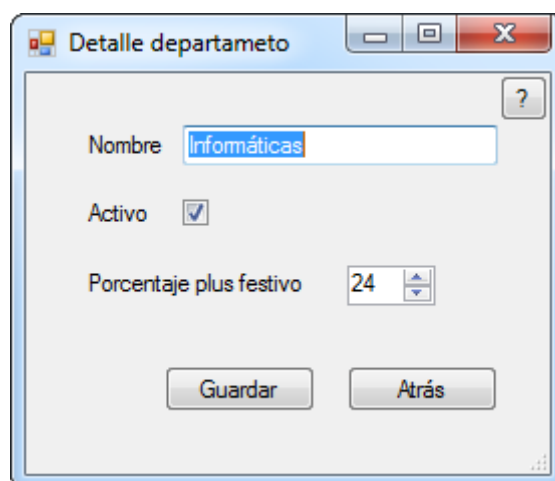 Detalle departameto
?
Nombre Informáticas
Activo
Porcentaje plus festivo 24
Guardar Atrás